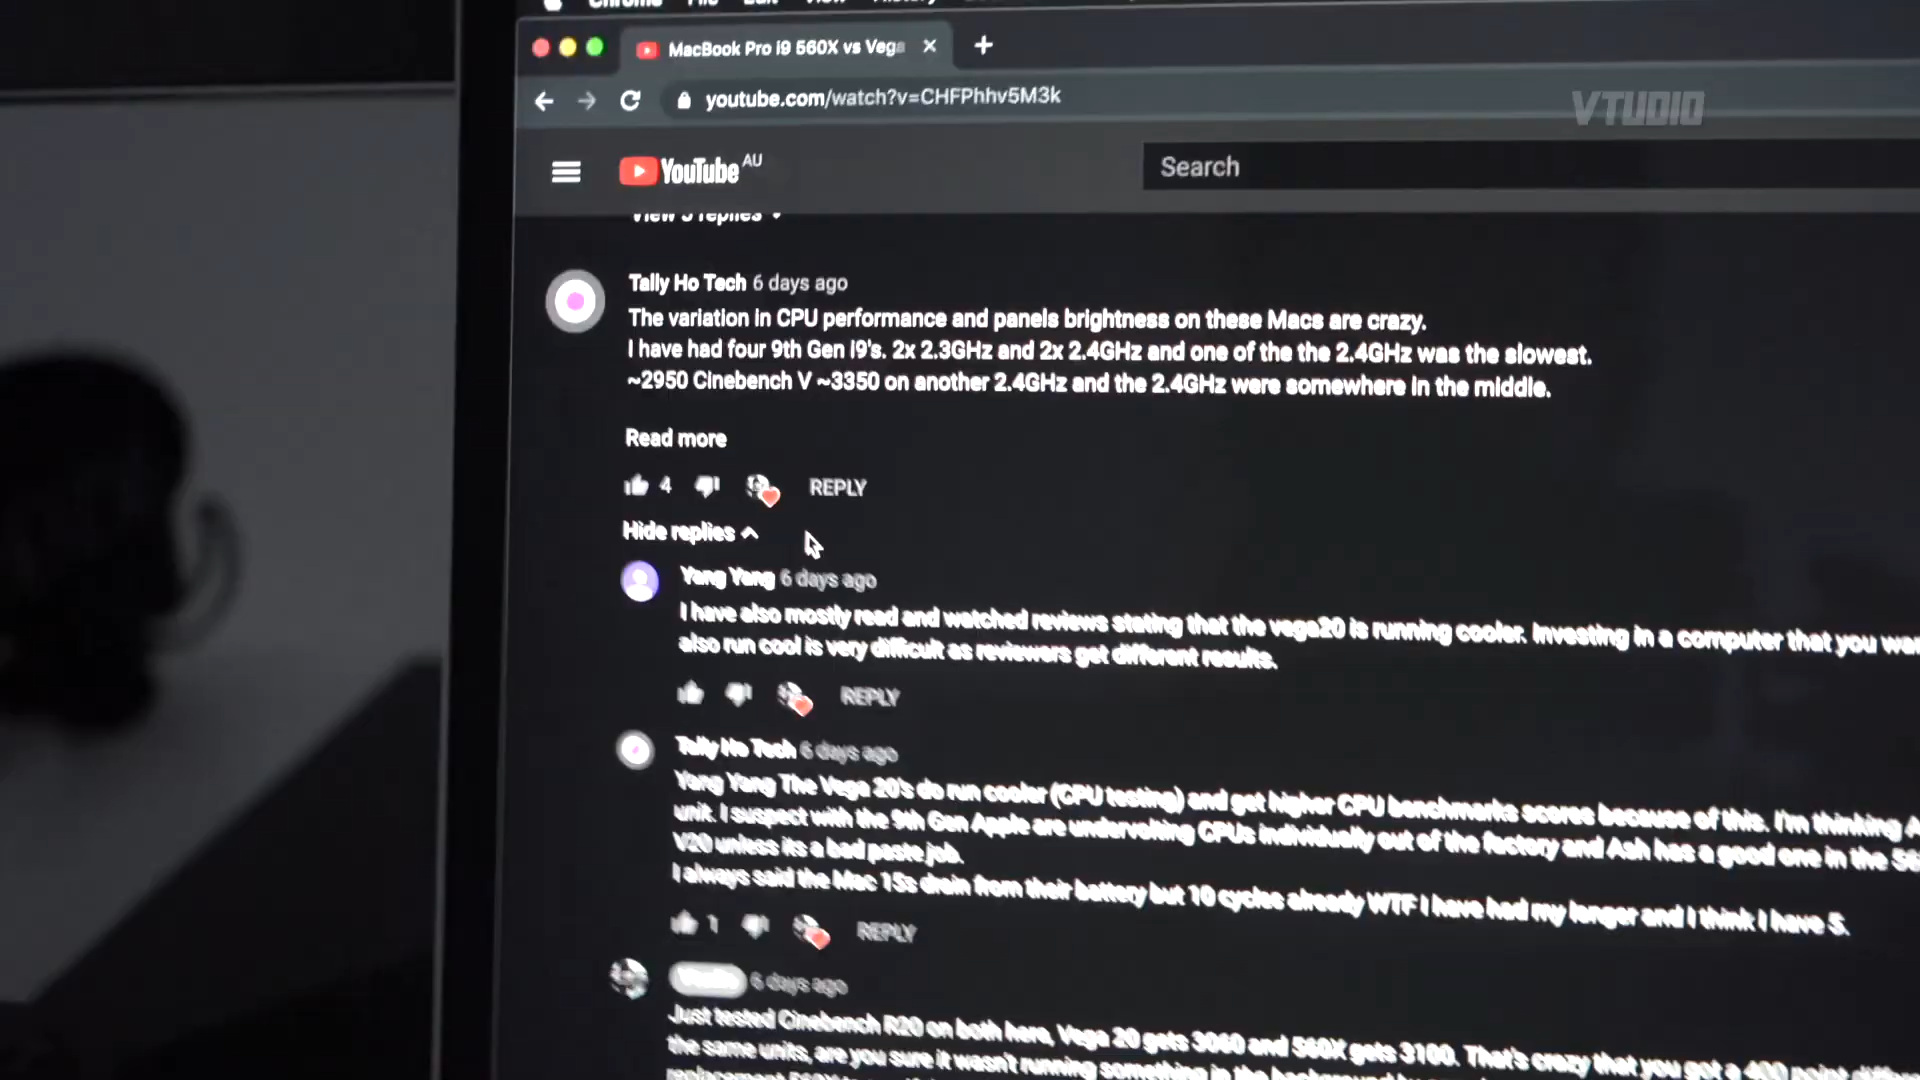 Chrome File Edit View History
MacBook Pro i9 560X vs Vega
youtube.com/watch?v=CHFPhhv5M3k
VTUDIO
YouTube AU
Search
View 3 replies
Tally Ho Tech 6 days ago
The variation in CPU performance and panels brightness on these Macs are crazy.
I have had four 9th Gen i9's. 2x 2.3GHz and 2x 2.4GHz and one of the the 2.4GHz was the slowest.
~2950 Cinebench V ~3350 on another 2.4GHz and the 2.4GHz were somewhere in the middle.
Read more
4 REPLY
Hide replies
Yang Yang 6 days ago
I have also mostly read and watched reviews stating that the vega20 is running cooler. Investing in a computer that you
also run cool is very difficult as reviewers get different results.
REPLY
Tally Ho Tech 6 days ago
Yang Yang The Vega 20's do run cooler (CPU testing) and get higher CPU benchmarks scores because of this. I'm thinking
unit. I suspect with the 9th Gen Apple are undervolting CPUs individually out of the factory and Ash has a good one in the
V20 unless its a bad paste job.
I always said the Mac 15s drain from their battery but 10 cycles already WTF I have had my longer and I think I have 5.
1 REPLY
6 days ago
Just tested Cinebench R20 on both here, Vega 20 gets 3060 and 560X gets 3100. That's crazy that you got a 400 point
the same units, are you sure it wasn't running something in the background